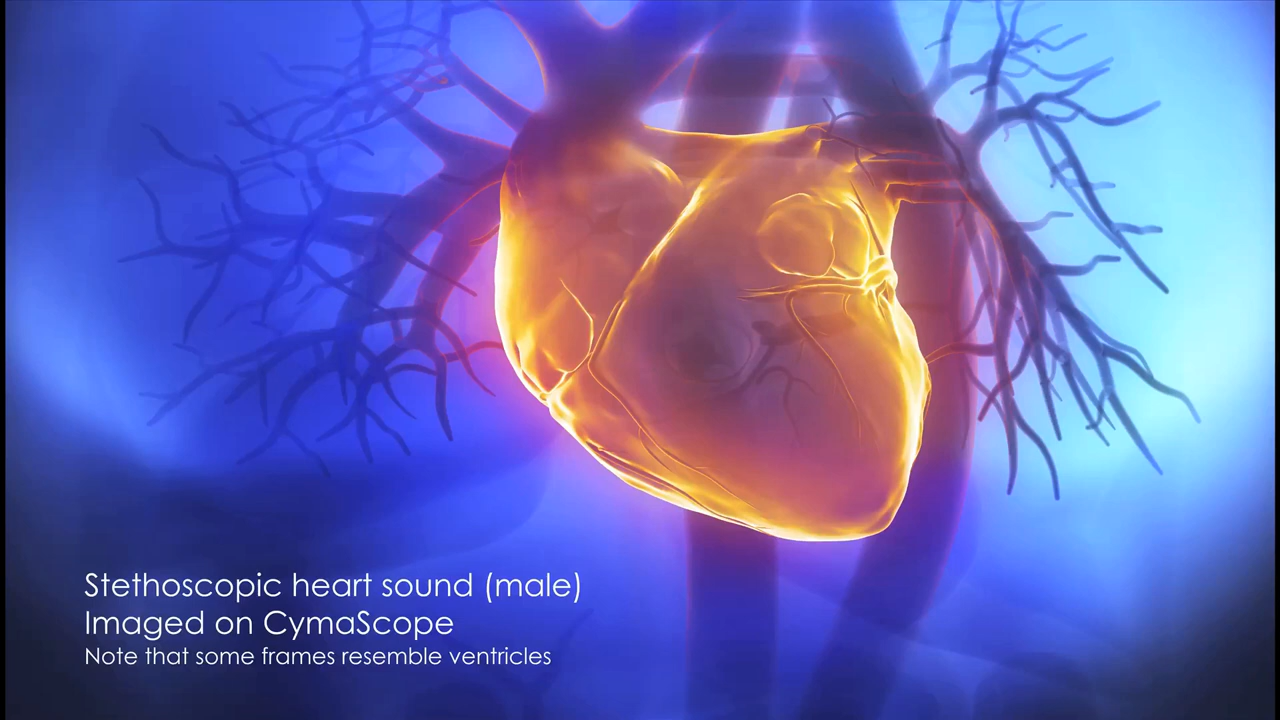 Stethoscopic heart sound (male)
Imaged on CymaScope
Note that some frames resemble ventricles